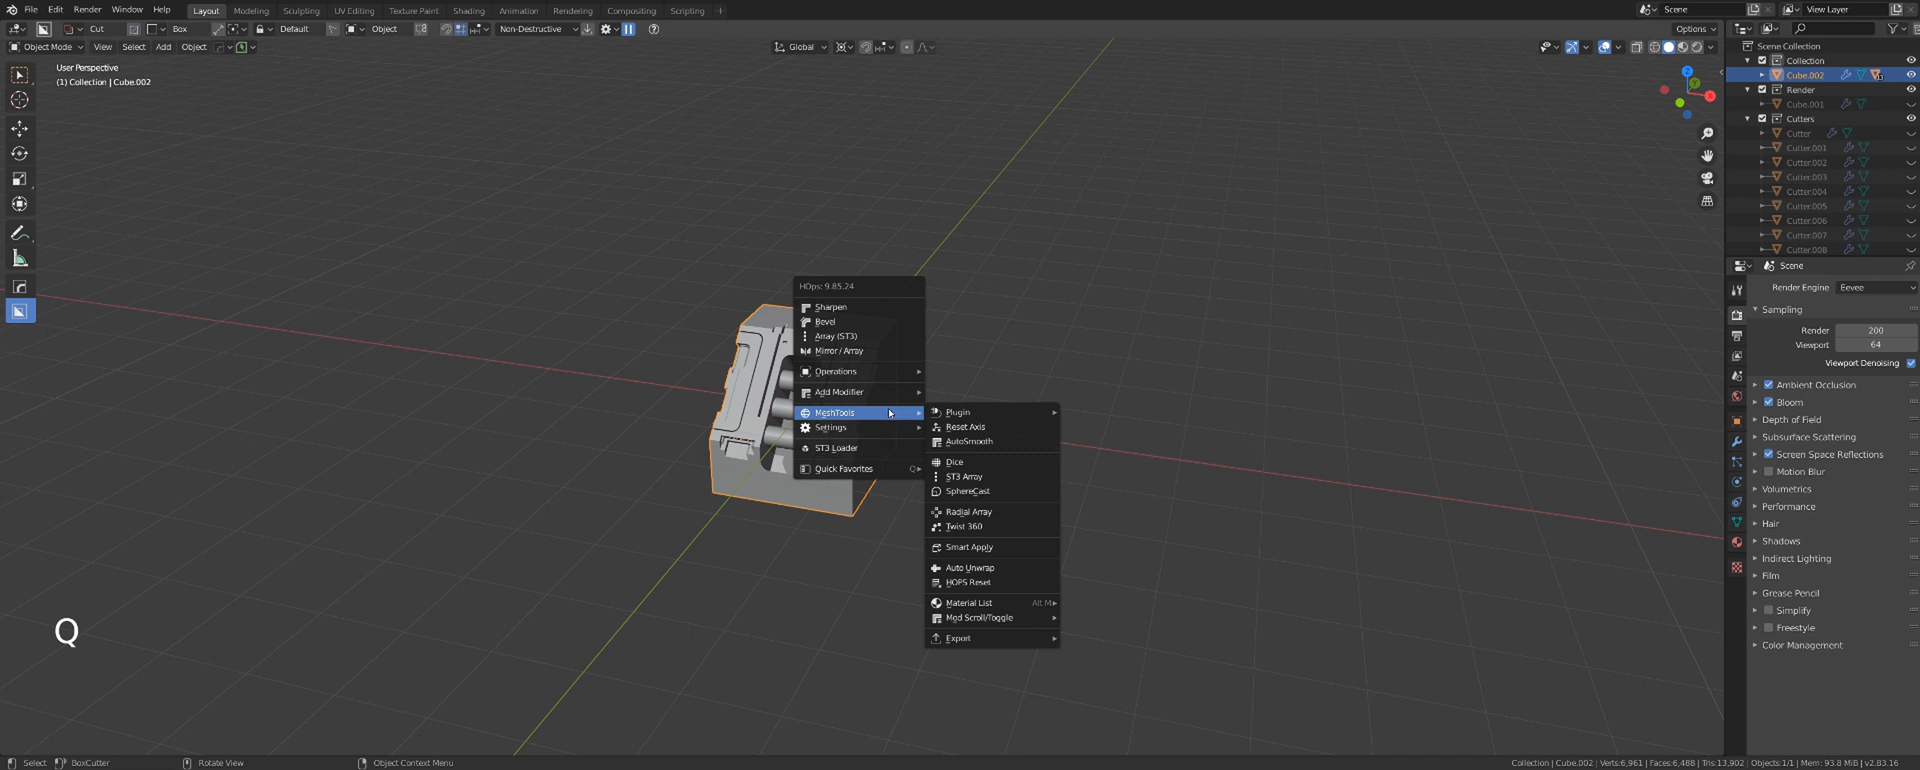 File Edit Render Window Help
Layout Modeling Sculpting UV Editing Texture Paint Shading Animation Rendering Compositing Scripting +
Scene View Layer
Cut Box Default Object Non-Destructive Options
Object Mode View Select Add Object Global
User Perspective
(1) Collection | Cube.002
Z
X
Y
HOps: 9.85.24
Sharpen
Bevel
Array (ST3)
Mirror / Array
Operations
Add Modifier
MeshTools
Settings
ST3 Loader
Quick Favorites Q
Plugin
Reset Axis
AutoSmooth
Dice
ST3 Array
SphereCast
Radial Array
Twist 360
Smart Apply
Auto Unwrap
HOPS Reset
Material List Alt M
Mod Scroll/Toggle
Export
Q
Scene Collection
Collection
Cube.002
Render
Cube.001
Cutters
Cutter
Cutter.001
Cutter.002
Cutter.003
Cutter.004
Cutter.005
Cutter.006
Cutter.007
Cutter.008
Scene
Render Engine Eevee
Sampling
Render 200
Viewport 64
Viewport Denoising
Ambient Occlusion
Bloom
Depth of Field
Subsurface Scattering
Screen Space Reflections
Motion Blur
Volumetrics
Performance
Hair
Shadows
Indirect Lighting
Film
Grease Pencil
Simplify
Freestyle
Color Management
Select BoxCutter Rotate View Object Context Menu
Collection | Cube.002 | Verts:6,961 | Faces:6,488 | Tris:13,902 | Objects:1/1 | Mem: 93.8 MiB | v2.83.16